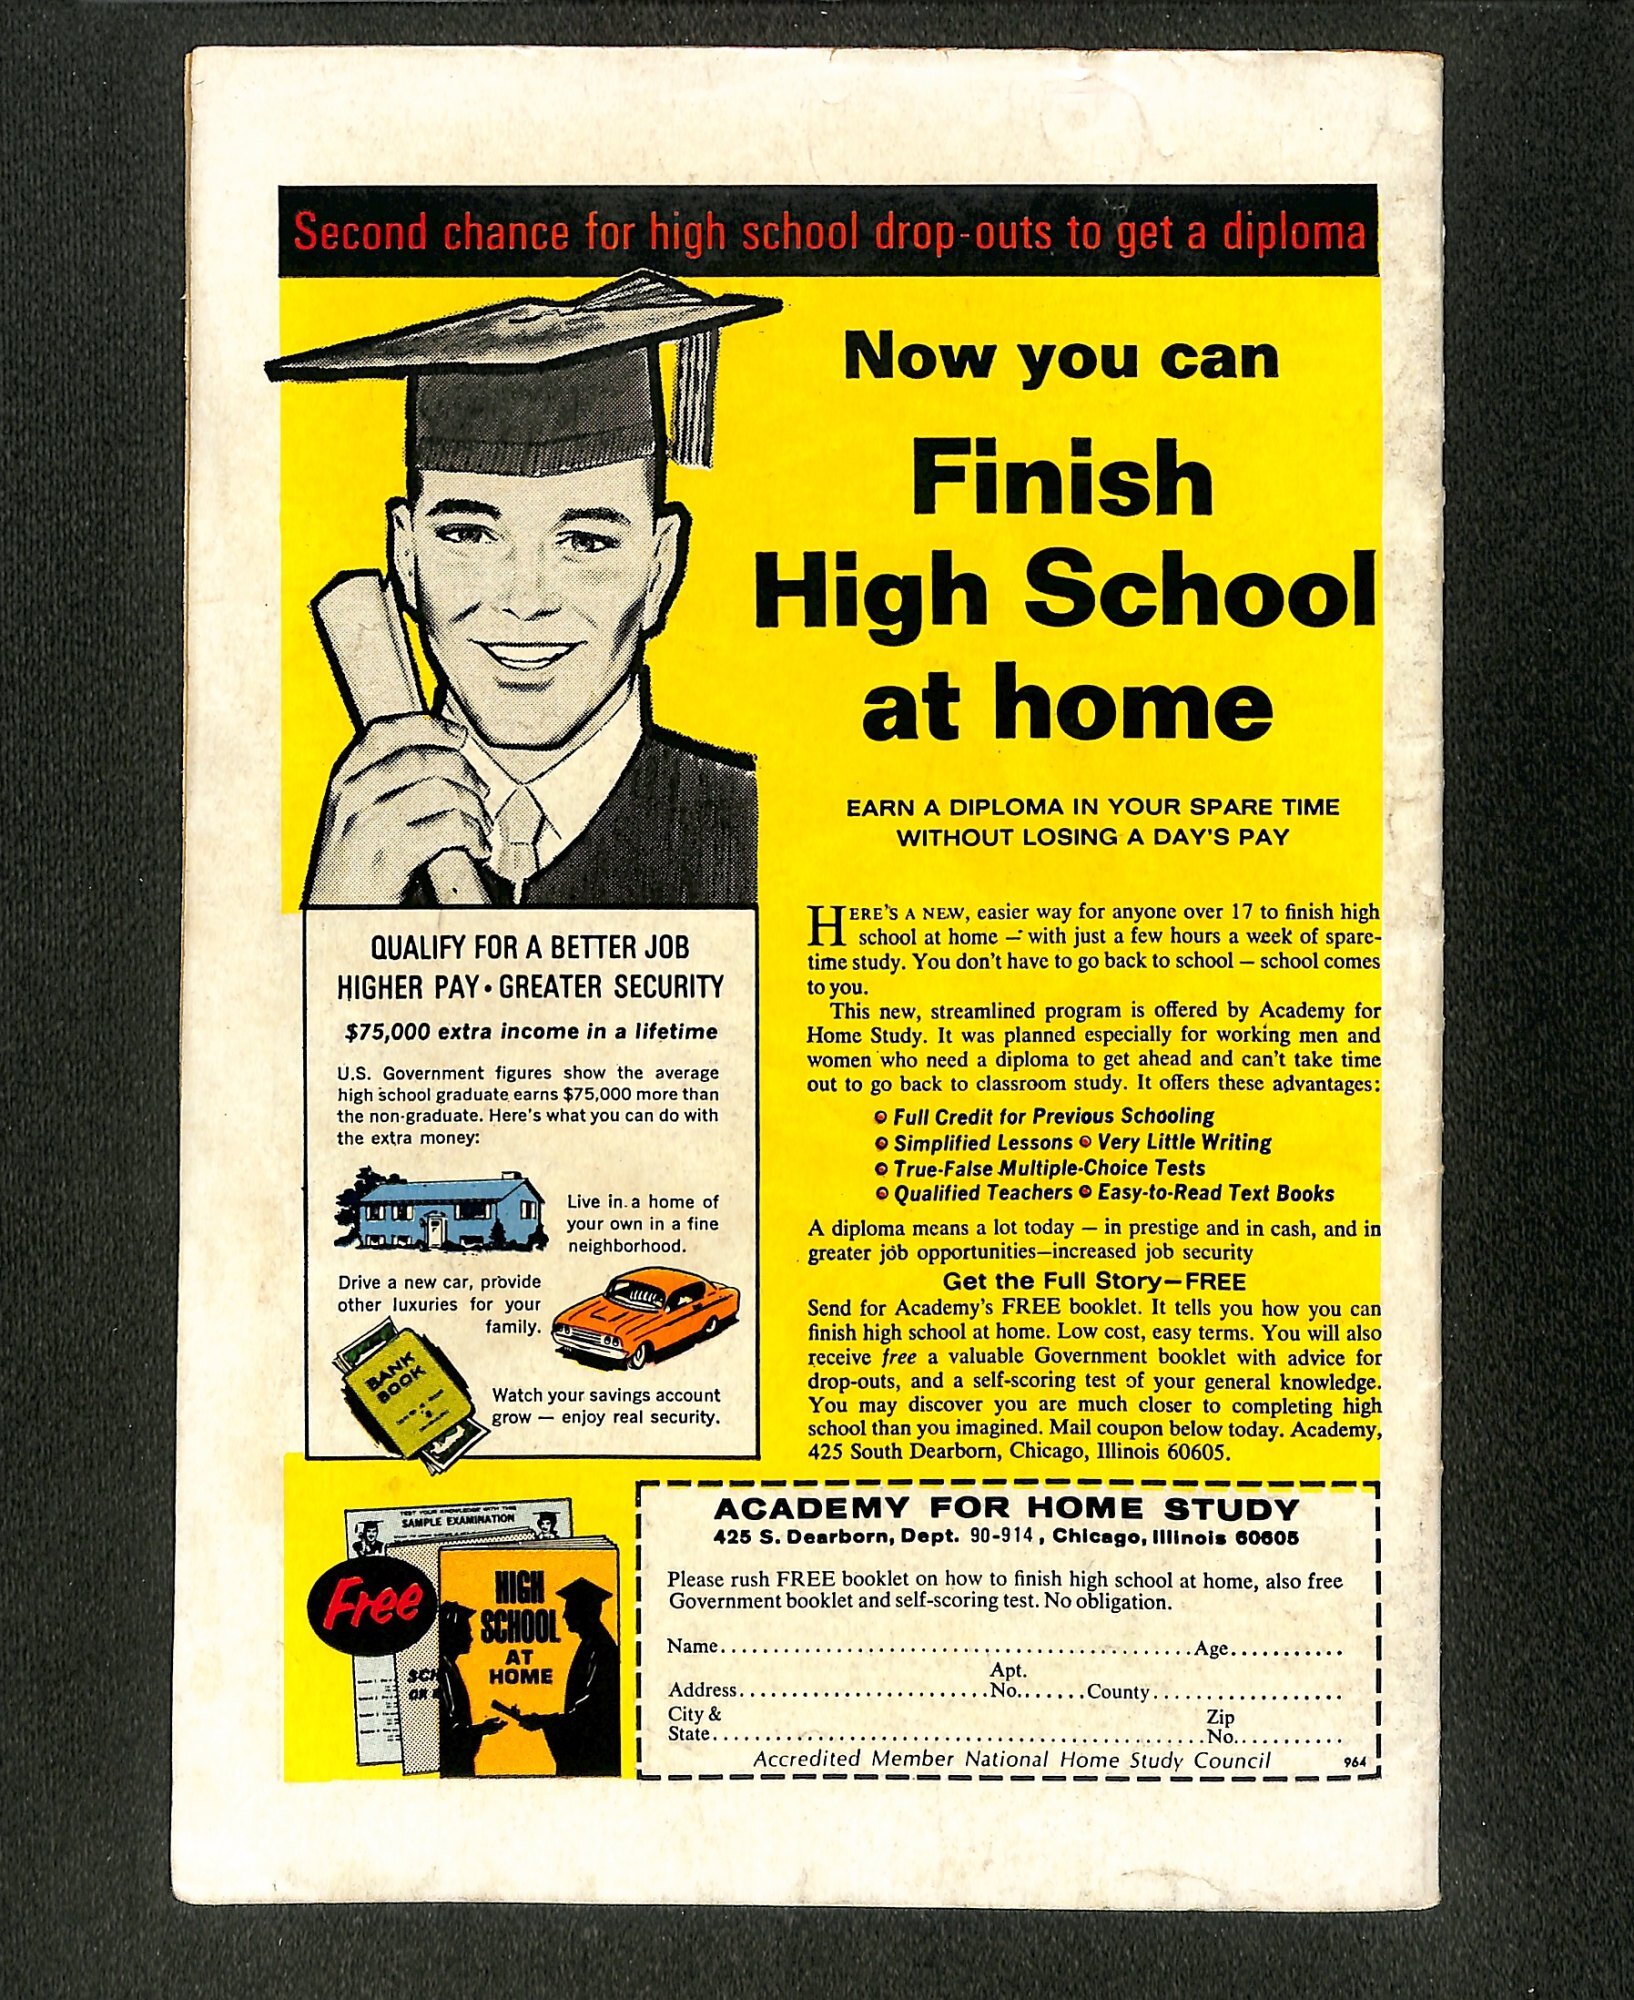 Second chance for high school drop-outs to get a diploma
Now you can
Finish
High School
at home
EARN A DIPLOMA IN YOUR SPARE TIME
WITHOUT LOSING A DAY'S PAY
HERE'S A NEW, easier way for anyone over 17 to finish high
school at home — with just a few hours a week of spare-
time study. You don't have to go back to school — school comes
to you.
This new, streamlined program is offered by Academy for
Home Study. It was planned especially for working men and
women who need a diploma to get ahead and can't take time
out to go back to classroom study. It offers these advantages:
Full Credit for Previous Schooling
Simplified Lessons Very Little Writing
True-False Multiple-Choice Tests
Qualified Teachers Easy-to-Read Text Books
A diploma means a lot today — in prestige and in cash, and in
greater job opportunities—increased job security
Get the Full Story—FREE
Send for Academy's FREE booklet. It tells you how you can
finish high school at home. Low cost, easy terms. You will also
receive free a valuable Government booklet with advice for
drop-outs, and a self-scoring test of your general knowledge.
You may discover you are much closer to completing high
school than you imagined. Mail coupon below today. Academy,
425 South Dearborn, Chicago, Illinois 60605.
QUALIFY FOR A BETTER JOB
HIGHER PAY • GREATER SECURITY
$75,000 extra income in a lifetime
U.S. Government figures show the average
high school graduate earns $75,000 more than
the non-graduate. Here's what you can do with
the extra money:
Live in a home of
your own in a fine
neighborhood.
Drive a new car, provide
other luxuries for your
family.
BANK
BOOK
Watch your savings account
grow — enjoy real security.
TEST YOUR KNOWLEDGE WITH THIS
SAMPLE EXAMINATION
Free
HIGH
SCHOOL
AT
HOME
ACADEMY FOR HOME STUDY
425 S. Dearborn, Dept. 90-914, Chicago, Illinois 60605
Please rush FREE booklet on how to finish high school at home, also free
Government booklet and self-scoring test. No obligation.
Name............................................Age...........
Apt.
Address........................No.......County..................
City & Zip
State..............................................No...........
Accredited Member National Home Study Council 964